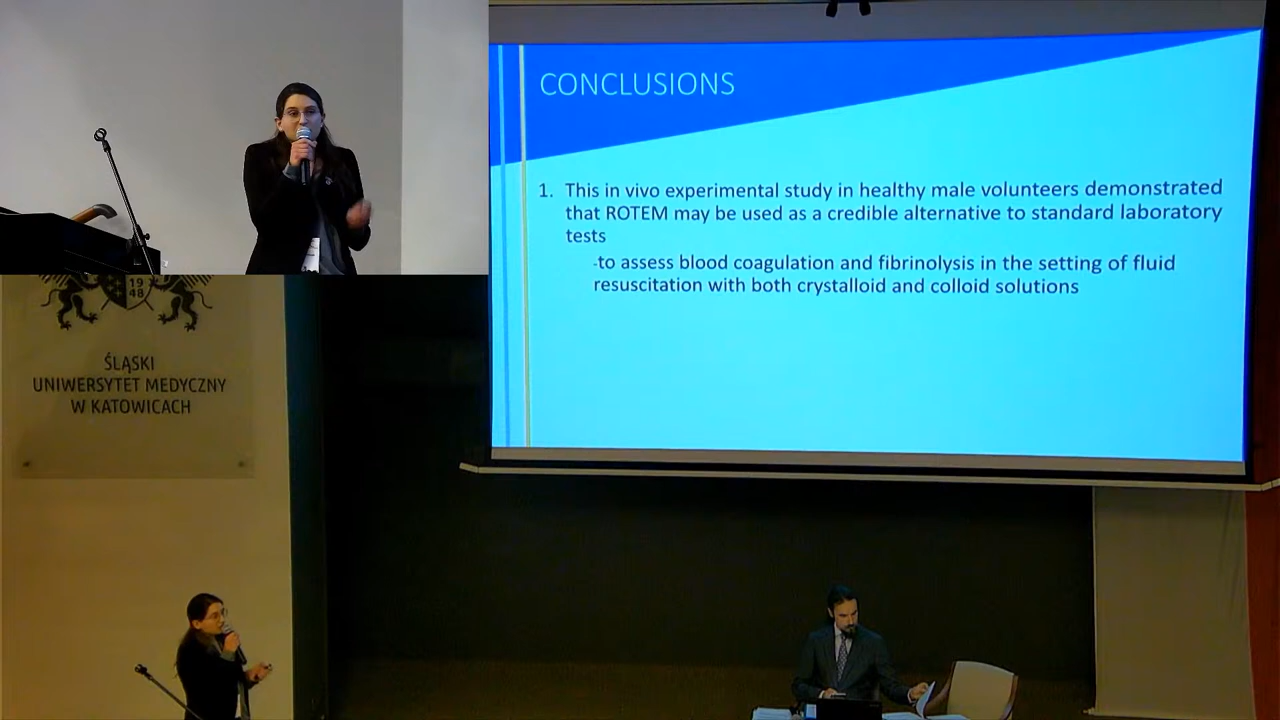 CONCLUSIONS
1. This in vivo experimental study in healthy male volunteers demonstrated
that ROTEM may be used as a credible alternative to standard laboratory
tests
-to assess blood coagulation and fibrinolysis in the setting of fluid
resuscitation with both crystalloid and colloid solutions
19
48
ŚLĄSKI
UNIWERSYTET MEDYCZNY
W KATOWICACH